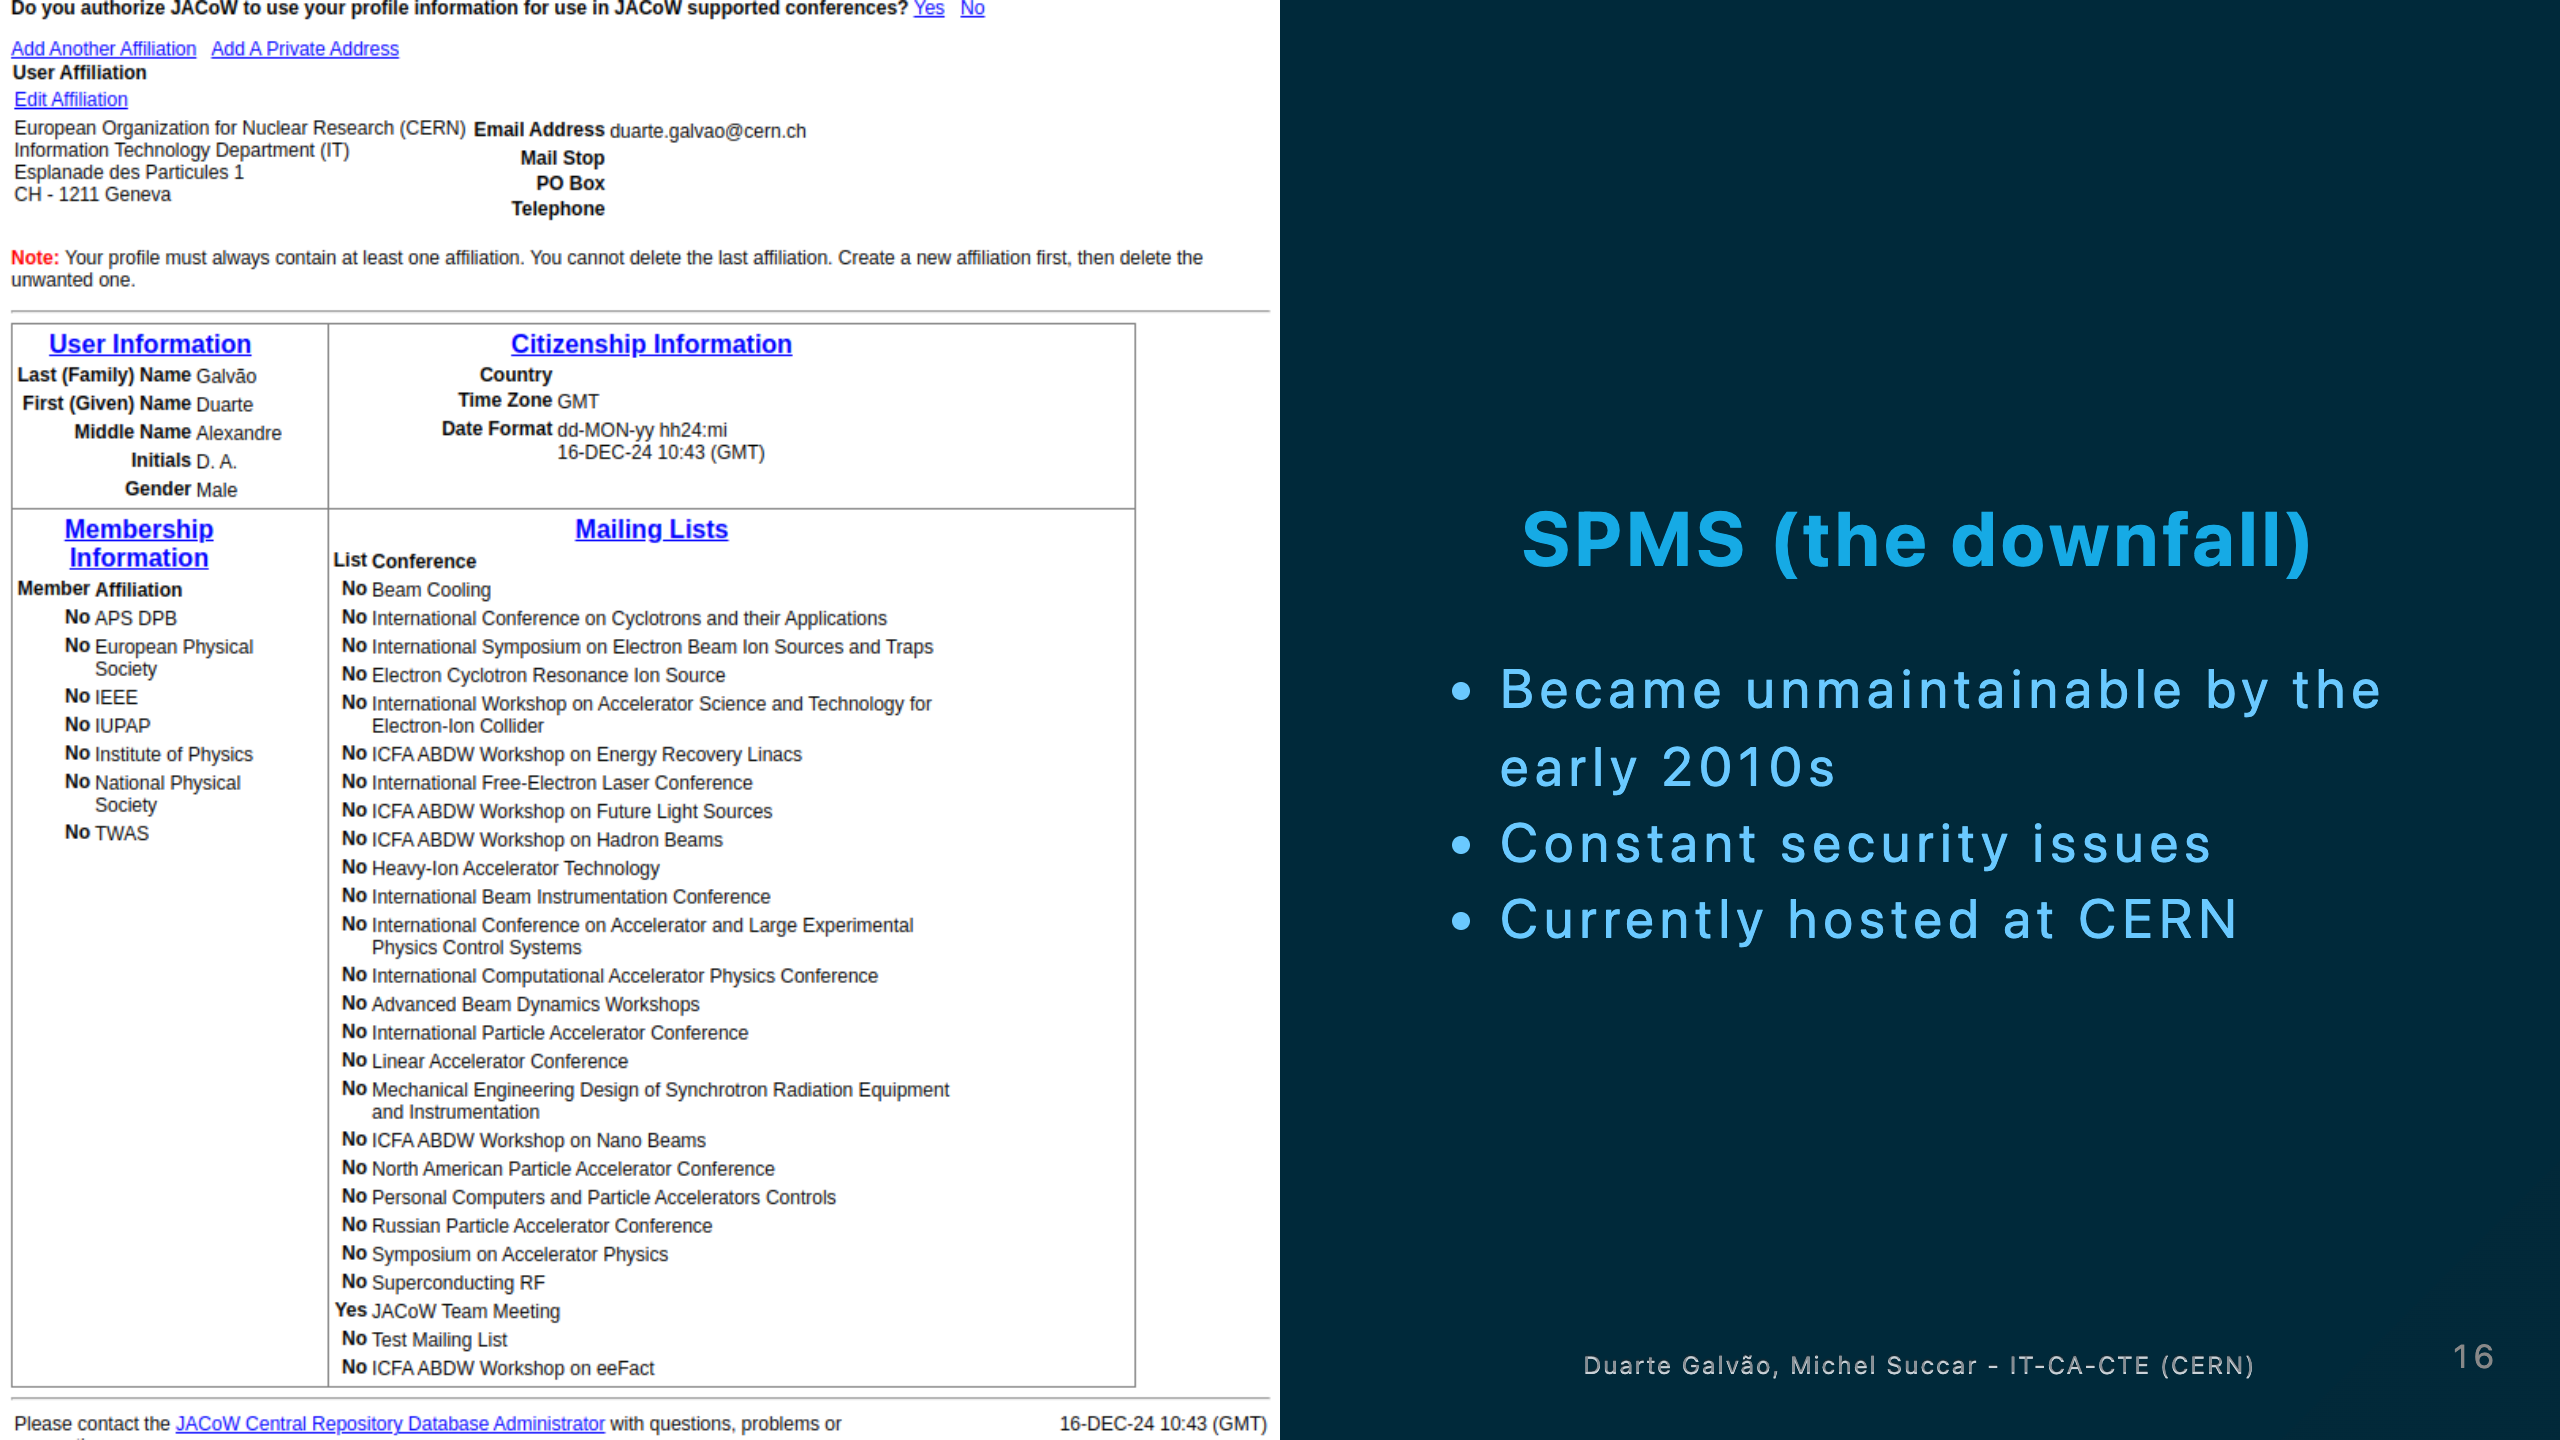 Do you authorize JACoW to use your profile information for use in JACoW supported conferences? Yes No
Add Another Affiliation Add A Private Address
User Affiliation
Edit Affiliation
European Organization for Nuclear Research (CERN) Email Address duarte.galvao@cern.ch
Information Technology Department (IT) Mail Stop
Esplanade des Particules 1 PO Box
CH - 1211 Geneva Telephone
Note: Your profile must always contain at least one affiliation. You cannot delete the last affiliation. Create a new affiliation first, then delete the
unwanted one.
User Information
Last (Family) Name Galvão
First (Given) Name Duarte
Middle Name Alexandre
Initials D. A.
Gender Male
Citizenship Information
Country
Time Zone GMT
Date Format dd-MON-yy hh24:mi
16-DEC-24 10:43 (GMT)
Membership
Information
Member Affiliation
No APS DPB
No European Physical
Society
No IEEE
No IUPAP
No Institute of Physics
No National Physical
Society
No TWAS
Mailing Lists
List Conference
No Beam Cooling
No International Conference on Cyclotrons and their Applications
No International Symposium on Electron Beam Ion Sources and Traps
No Electron Cyclotron Resonance Ion Source
No International Workshop on Accelerator Science and Technology for
Electron-Ion Collider
No ICFA ABDW Workshop on Energy Recovery Linacs
No International Free-Electron Laser Conference
No ICFA ABDW Workshop on Future Light Sources
No ICFA ABDW Workshop on Hadron Beams
No Heavy-Ion Accelerator Technology
No International Beam Instrumentation Conference
No International Conference on Accelerator and Large Experimental
Physics Control Systems
No International Computational Accelerator Physics Conference
No Advanced Beam Dynamics Workshops
No International Particle Accelerator Conference
No Linear Accelerator Conference
No Mechanical Engineering Design of Synchrotron Radiation Equipment
and Instrumentation
No ICFA ABDW Workshop on Nano Beams
No North American Particle Accelerator Conference
No Personal Computers and Particle Accelerators Controls
No Russian Particle Accelerator Conference
No Symposium on Accelerator Physics
No Superconducting RF
Yes JACoW Team Meeting
No Test Mailing List
No ICFA ABDW Workshop on eeFact
Please contact the JACoW Central Repository Database Administrator with questions, problems or
16-DEC-24 10:43 (GMT)
SPMS (the downfall)
• Became unmaintainable by the
early 2010s
• Constant security issues
• Currently hosted at CERN
Duarte Galvão, Michel Succar - IT-CA-CTE (CERN)
16